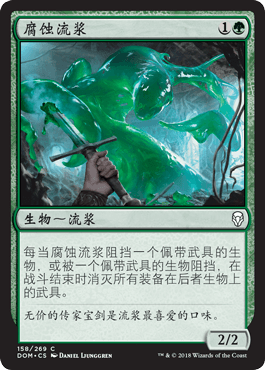 腐蚀流浆 1
生物～流浆
每当腐蚀流浆阻挡一个佩带武具的生
物，或被一个佩带武具的生物阻挡，在
战斗结束时消灭所有装备在后者生物上
的武具。
无价的传家宝剑是流浆最喜爱的口味。
2/2
158/269 C
DOM • CS DANIEL LJUNGGREN
™ & © 2018 Wizards of the Coast